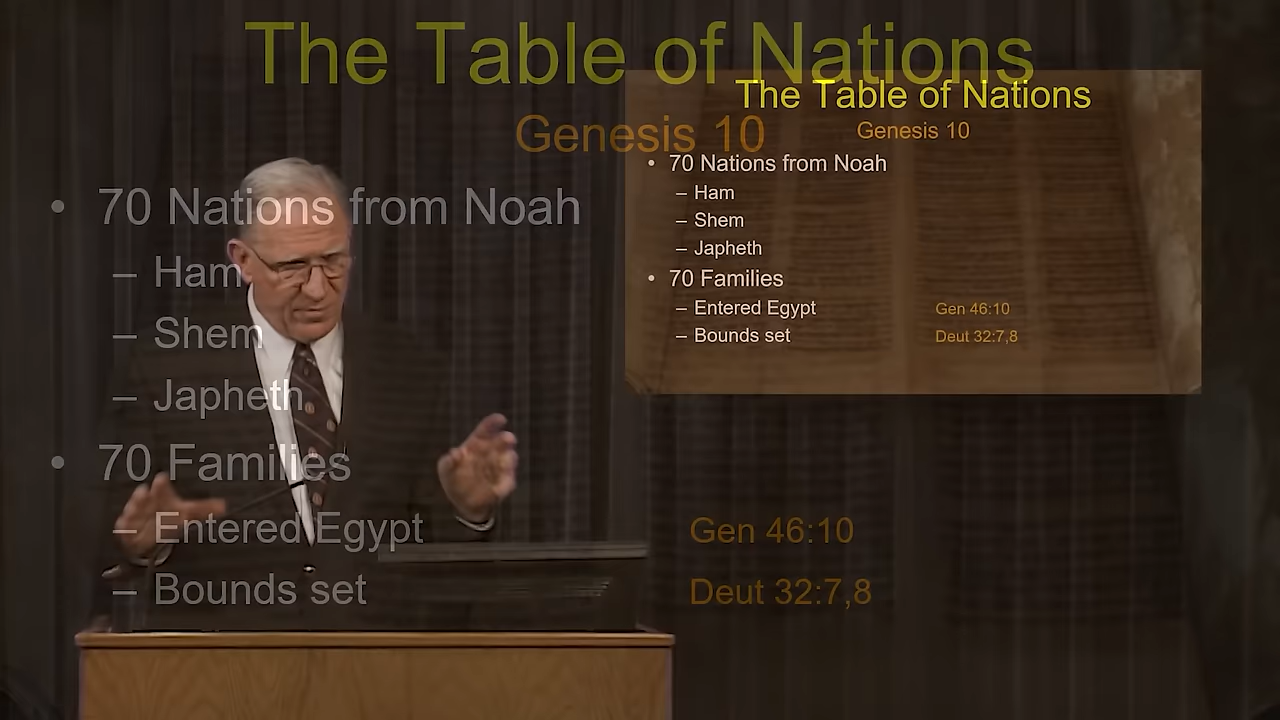 The Table of Nations
Genesis 10
• 70 Nations from Noah
– Ham
– Shem
– Japheth
• 70 Families
– Entered Egypt Gen 46:10
– Bounds set Deut 32:7,8
The Table of Nations
Genesis 10
• 70 Nations from Noah
– Ham
– Shem
– Japheth
• 70 Families
– Entered Egypt Gen 46:10
– Bounds set Deut 32:7,8